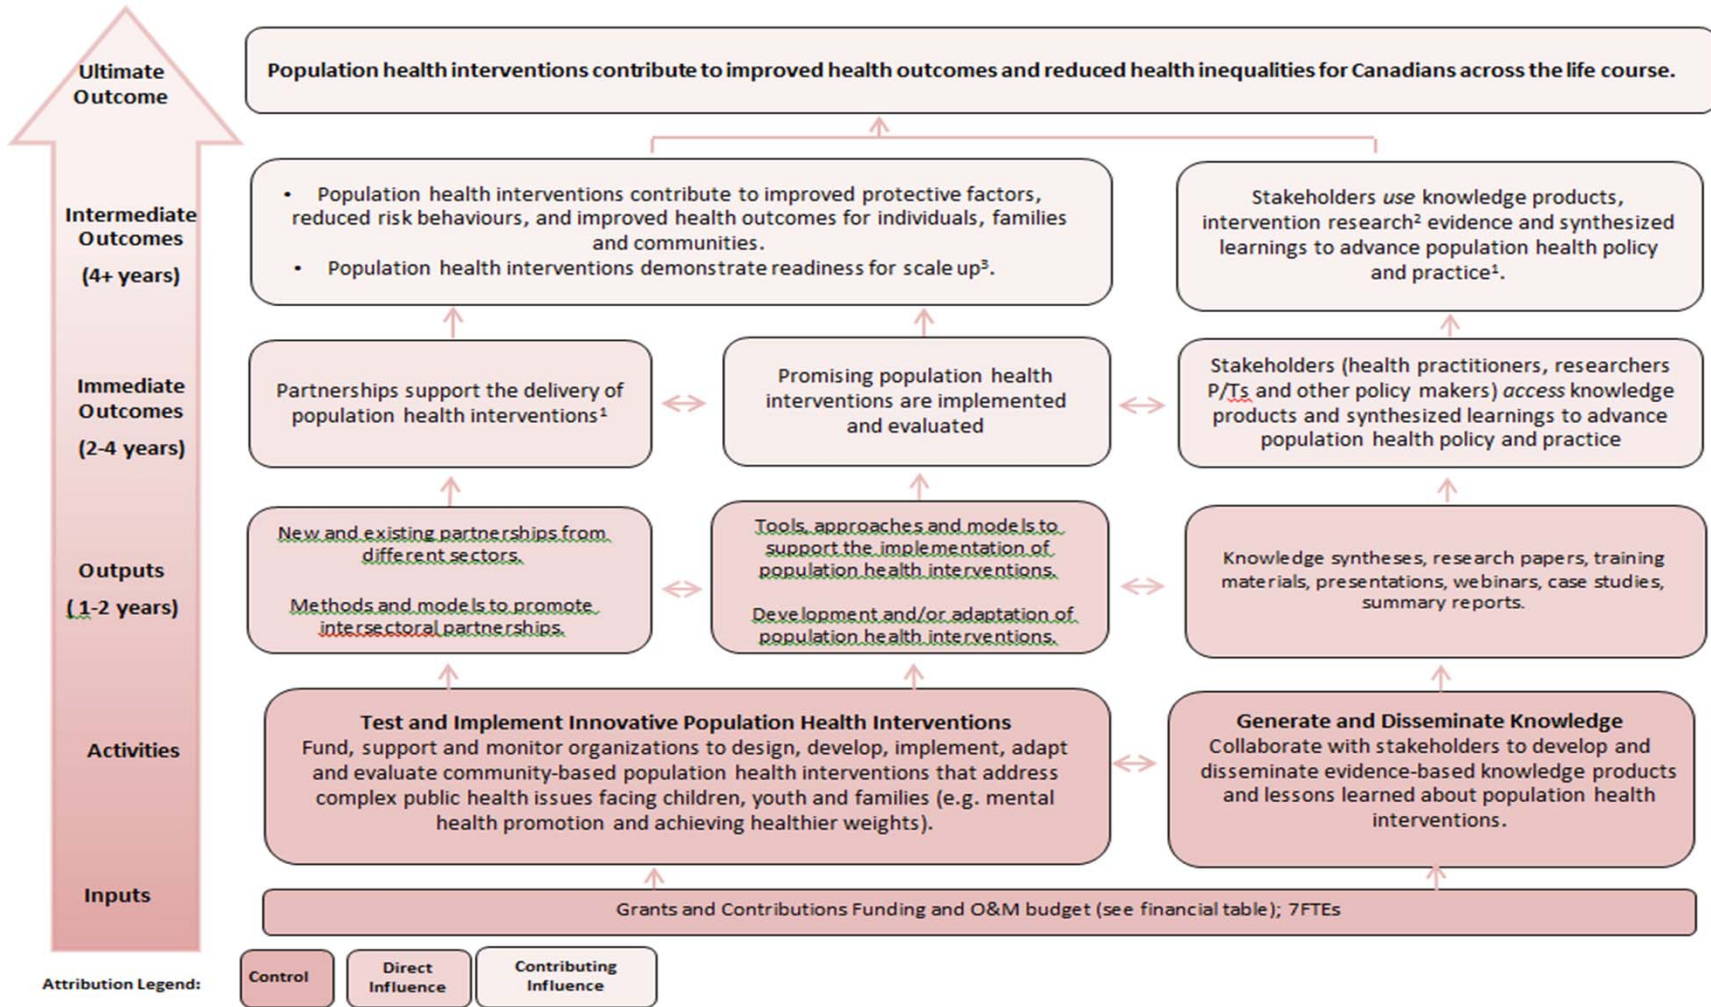 Ultimate
Outcome
Population health interventions contribute to improved health outcomes and reduced health inequalities for Canadians across the life course.
Intermediate
Outcomes
(4+ years)
• Population health interventions contribute to improved protective factors,
reduced risk behaviours, and improved health outcomes for individuals, families
and communities.
• Population health interventions demonstrate readiness for scale up³.
Stakeholders use knowledge products,
intervention research² evidence and synthesized
learnings to advance population health policy
and practice¹.
Immediate
Outcomes
(2-4 years)
Partnerships support the delivery of
population health interventions¹
Promising population health
interventions are implemented
and evaluated
Stakeholders (health practitioners, researchers
P/Ts and other policy makers) access knowledge
products and synthesized learnings to advance
population health policy and practice
Outputs
( 1-2 years)
New and existing partnerships from
different sectors.
Methods and models to promote
intersectoral partnerships.
Tools, approaches and models to
support the implementation of
population health interventions.
Development and/or adaptation of
population health interventions.
Knowledge syntheses, research papers, training
materials, presentations, webinars, case studies,
summary reports.
Activities
Test and Implement Innovative Population Health Interventions
Fund, support and monitor organizations to design, develop, implement, adapt
and evaluate community-based population health interventions that address
complex public health issues facing children, youth and families (e.g. mental
health promotion and achieving healthier weights).
Generate and Disseminate Knowledge
Collaborate with stakeholders to develop and
disseminate evidence-based knowledge products
and lessons learned about population health
interventions.
Inputs
Grants and Contributions Funding and O&M budget (see financial table); 7FTEs
Attribution Legend:
Control
Direct
Influence
Contributing
Influence